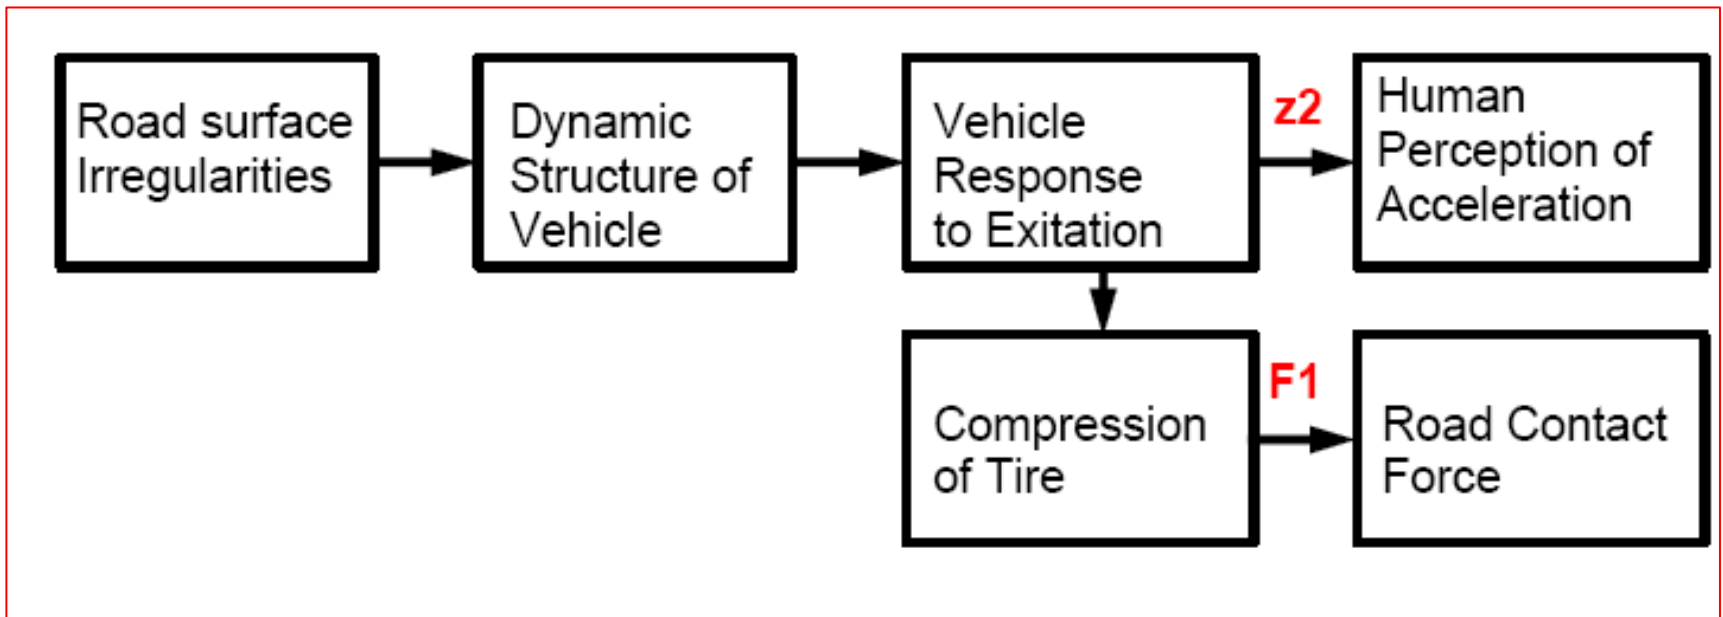 Road surface
Irregularities
Dynamic
Structure of
Vehicle
Vehicle
Response
to Exitation
z2
Human
Perception of
Acceleration
Compression
of Tire
F1
Road Contact
Force